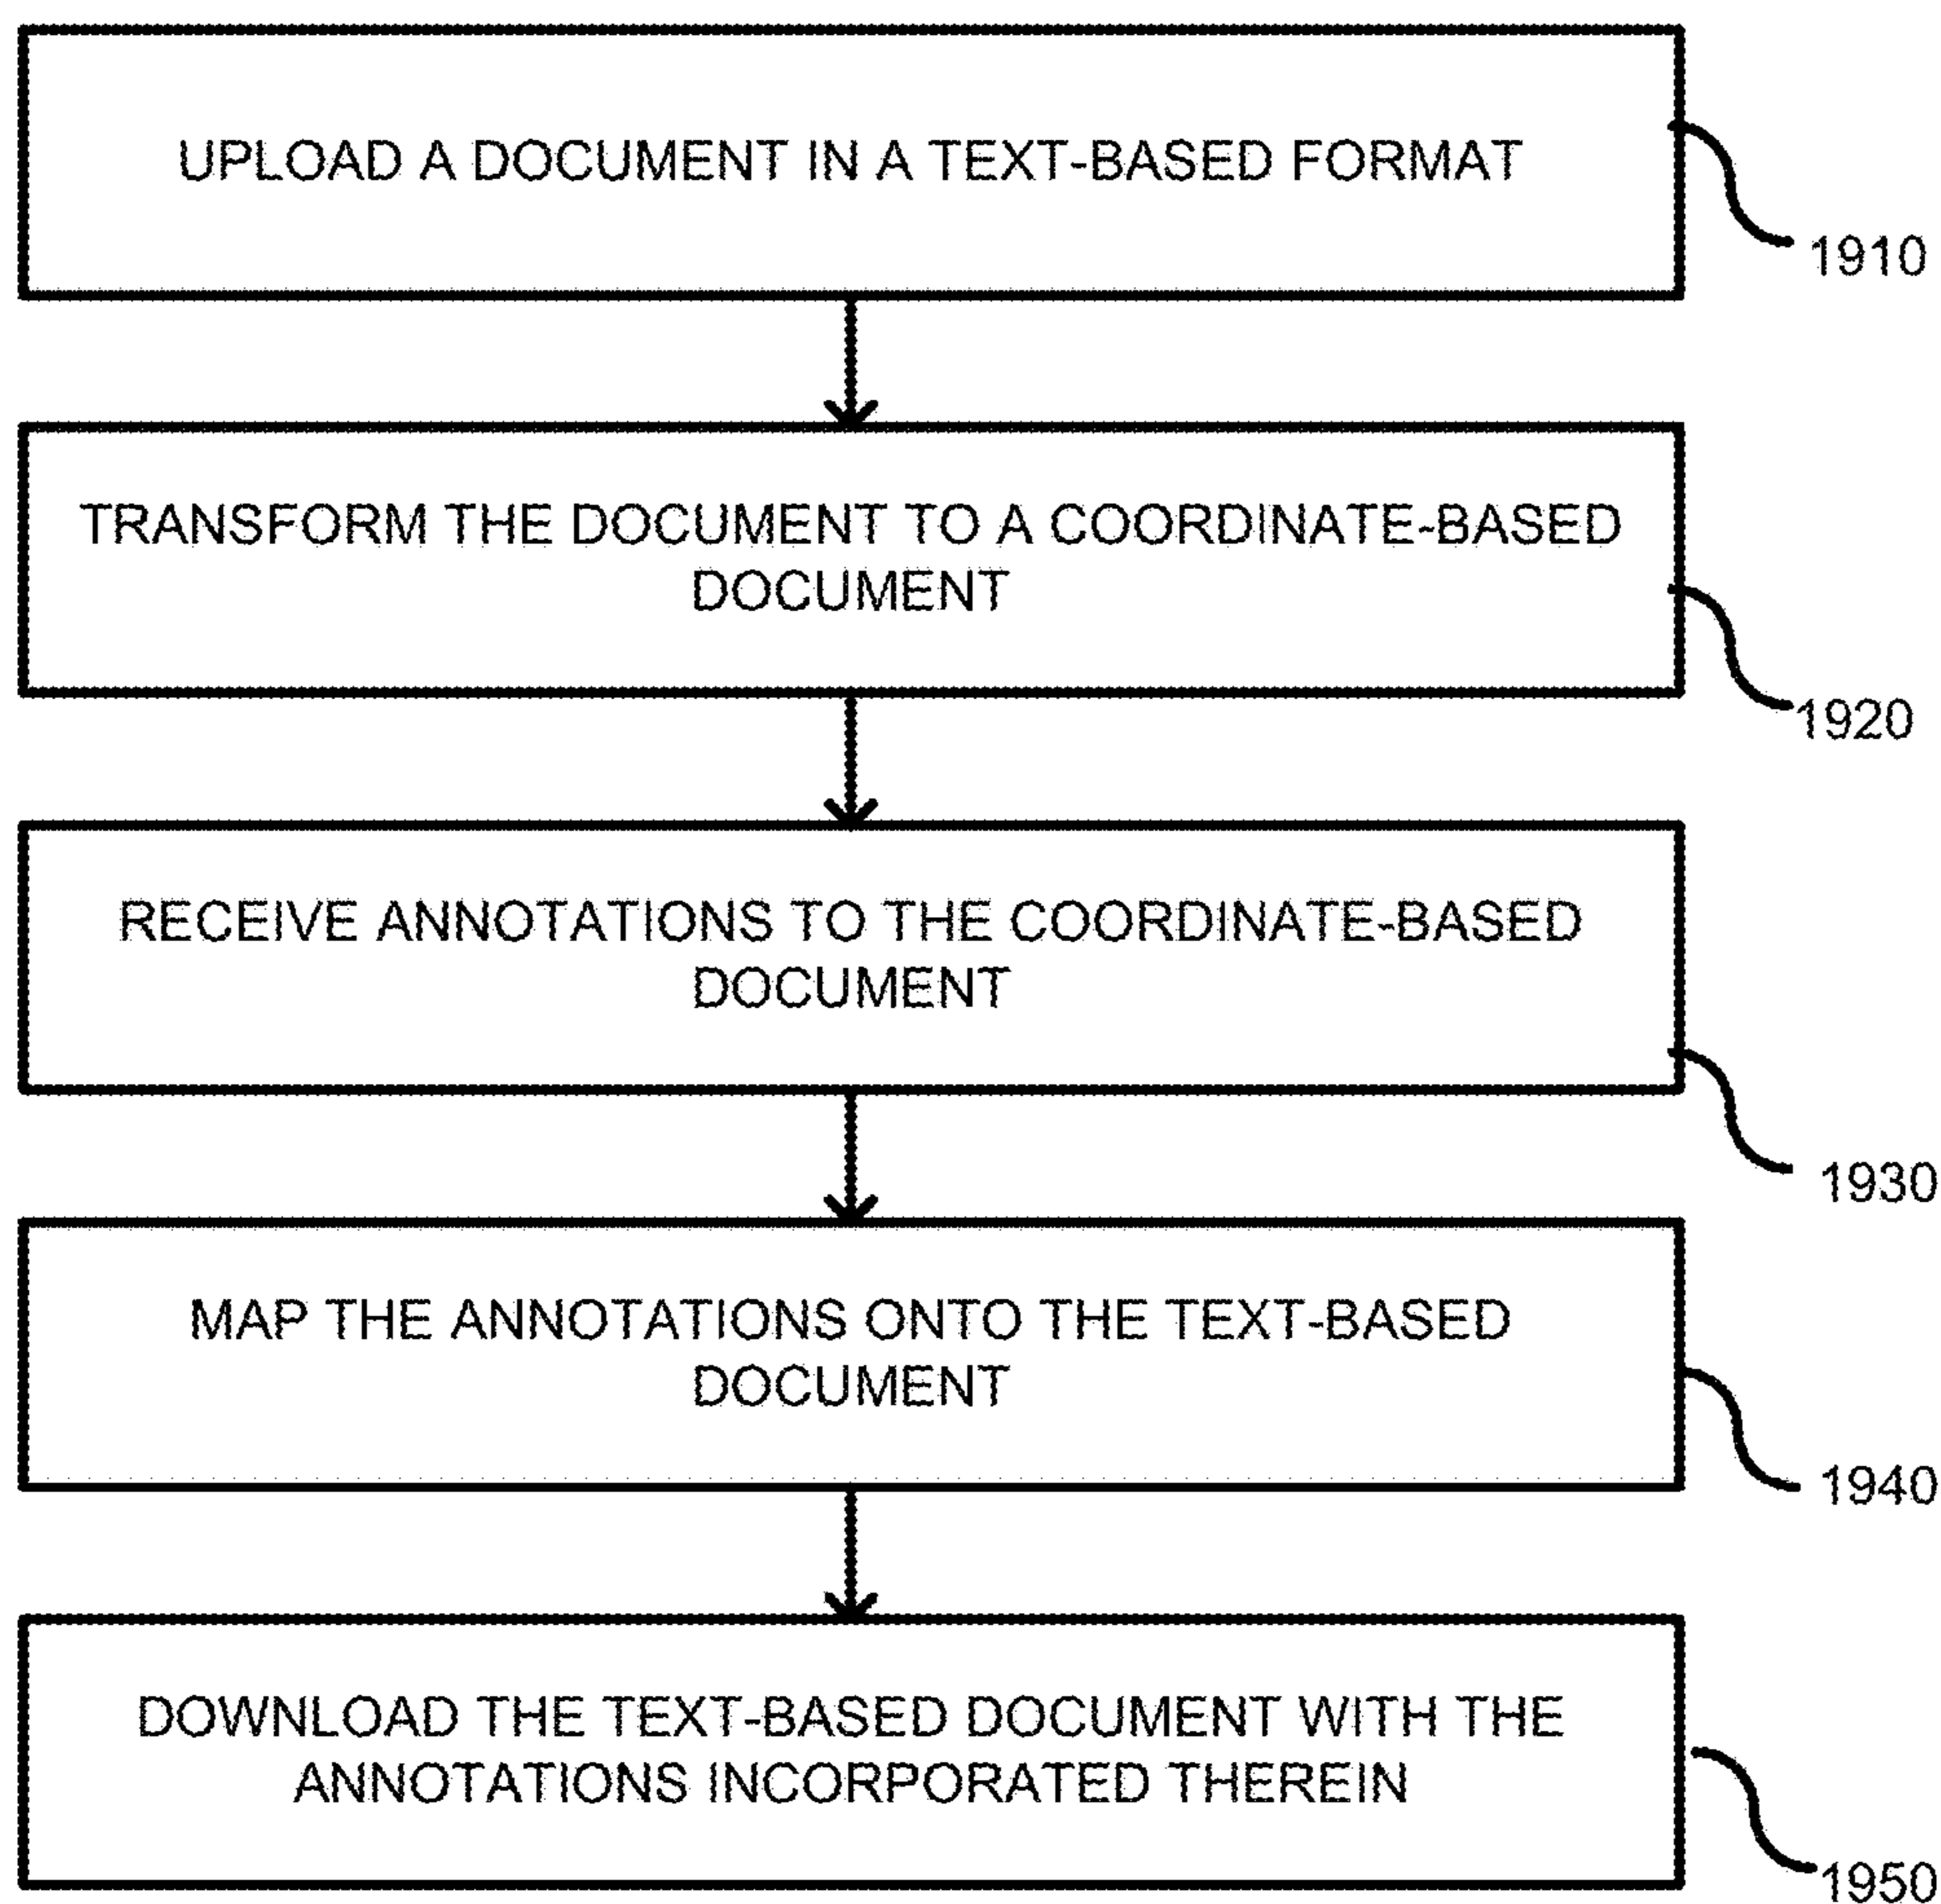 UPLOAD A DOCUMENT IN A TEXT-BASED FORMAT
1910
TRANSFORM THE DOCUMENT TO A COORDINATE-BASED
DOCUMENT
1920
RECEIVE ANNOTATIONS TO THE COORDINATE-BASED
DOCUMENT
1930
MAP THE ANNOTATIONS ONTO THE TEXT-BASED
DOCUMENT
1940
DOWNLOAD THE TEXT-BASED DOCUMENT WITH THE
ANNOTATIONS INCORPORATED THEREIN
1950